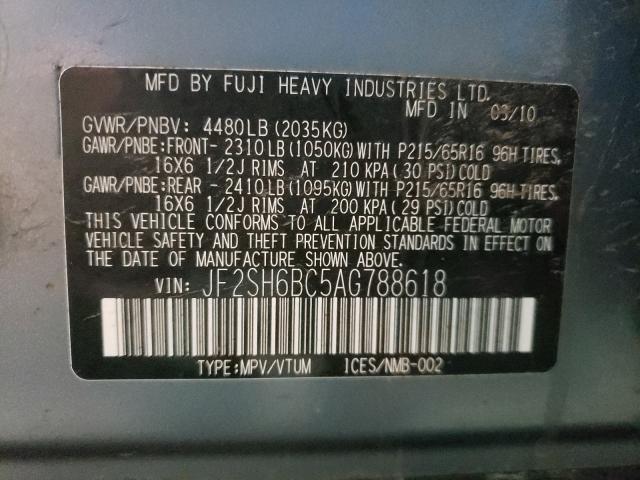 MFD BY FUJI HEAVY INDUSTRIES LTD.
MFD IN 03/10
GVWR/PNBV: 4480LB (2035KG)
GAWR/PNBE:FRONT- 2310LB(1050KG)WITH P215/65R16 96H TIRES,
16X6 1/2J RIMS AT 210 KPA(30 PSI)COLD
GAWR/PNBE:REAR - 2410LB(1095KG)WITH P215/65R16 96H TIRES,
16X6 1/2J RIMS AT 200 KPA(29 PSI)COLD
THIS VEHICLE CONFORMS TO ALL APPLICABLE FEDERAL MOTOR
VEHICLE SAFETY AND THEFT PREVENTION STANDARDS IN EFFECT ON
THE DATE OF MANUFACTURE SHOWN ABOVE.
VIN: JF2SH6BC5AG788618
TYPE:MPV/VTUM ICES/NMB-002